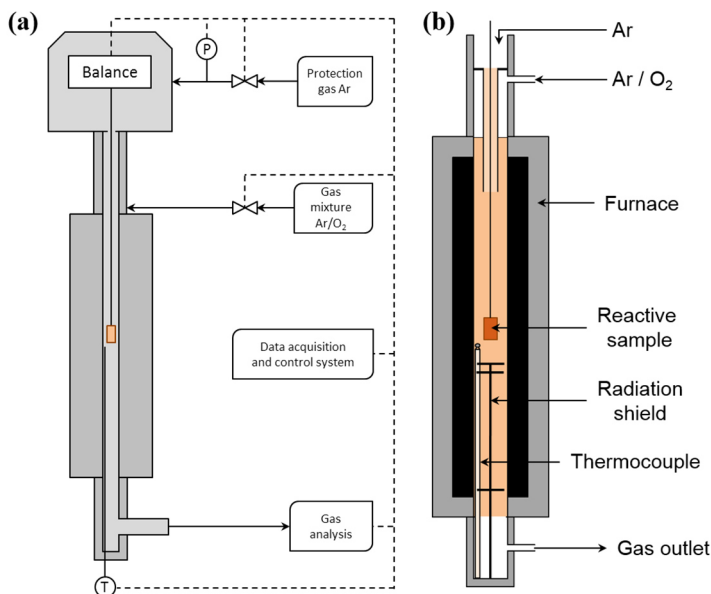 (a)
Balance
P
Protection
gas Ar
Gas
mixture
Ar/O₂
Data acquisition
and control system
Gas
analysis
T
(b)
Ar
Ar / O₂
Furnace
Reactive
sample
Radiation
shield
Thermocouple
Gas outlet